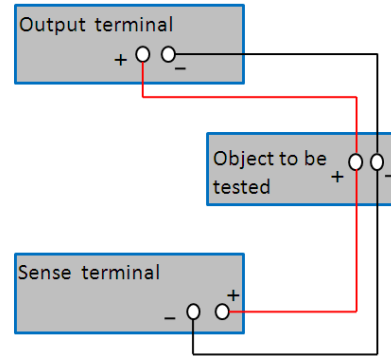 Output terminal
+ −
Object to be
tested
+ −
Sense terminal
− +